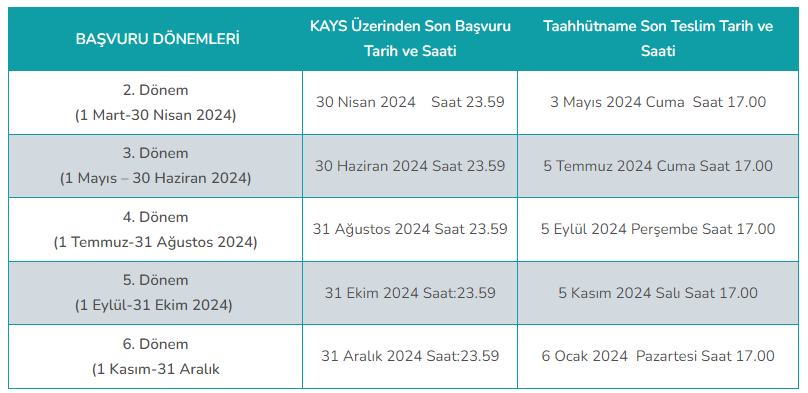 BAŞVURU DÖNEMLERİ
KAYS Üzerinden Son Başvuru
Tarih ve Saati
Taahhütname Son Teslim Tarih ve
Saati
2. Dönem
(1 Mart-30 Nisan 2024)
30 Nisan 2024 Saat 23.59
3 Mayıs 2024 Cuma Saat 17.00
3. Dönem
(1 Mayıs – 30 Haziran 2024)
30 Haziran 2024 Saat 23.59
5 Temmuz 2024 Cuma Saat 17.00
4. Dönem
(1 Temmuz-31 Ağustos 2024)
31 Ağustos 2024 Saat 23.59
5 Eylül 2024 Perşembe Saat 17.00
5. Dönem
(1 Eylül-31 Ekim 2024)
31 Ekim 2024 Saat:23.59
5 Kasım 2024 Salı Saat 17.00
6. Dönem
(1 Kasım-31 Aralık
31 Aralık 2024 Saat:23.59
6 Ocak 2024 Pazartesi Saat 17.00